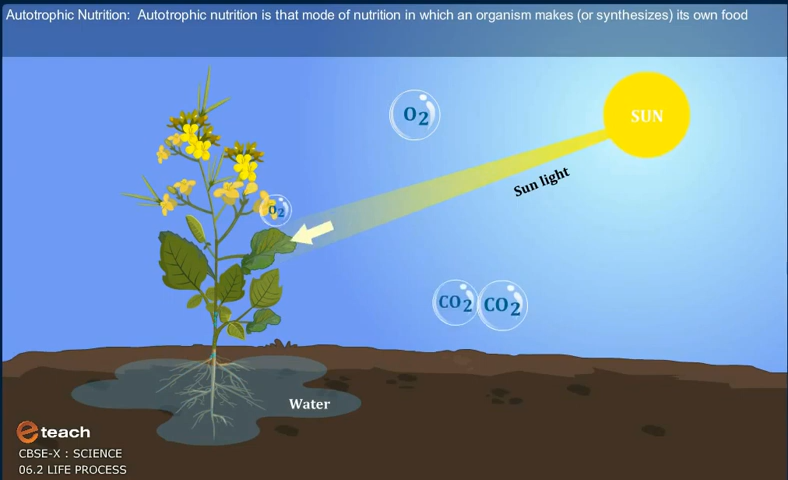 Autotrophic Nutrition:  Autotrophic nutrition is that mode of nutrition in which an organism makes (or synthesizes) its own food
O2
SUN
Sun light
O2
CO2
CO2
Water
e teach
CBSE-X : SCIENCE
06.2 LIFE PROCESS